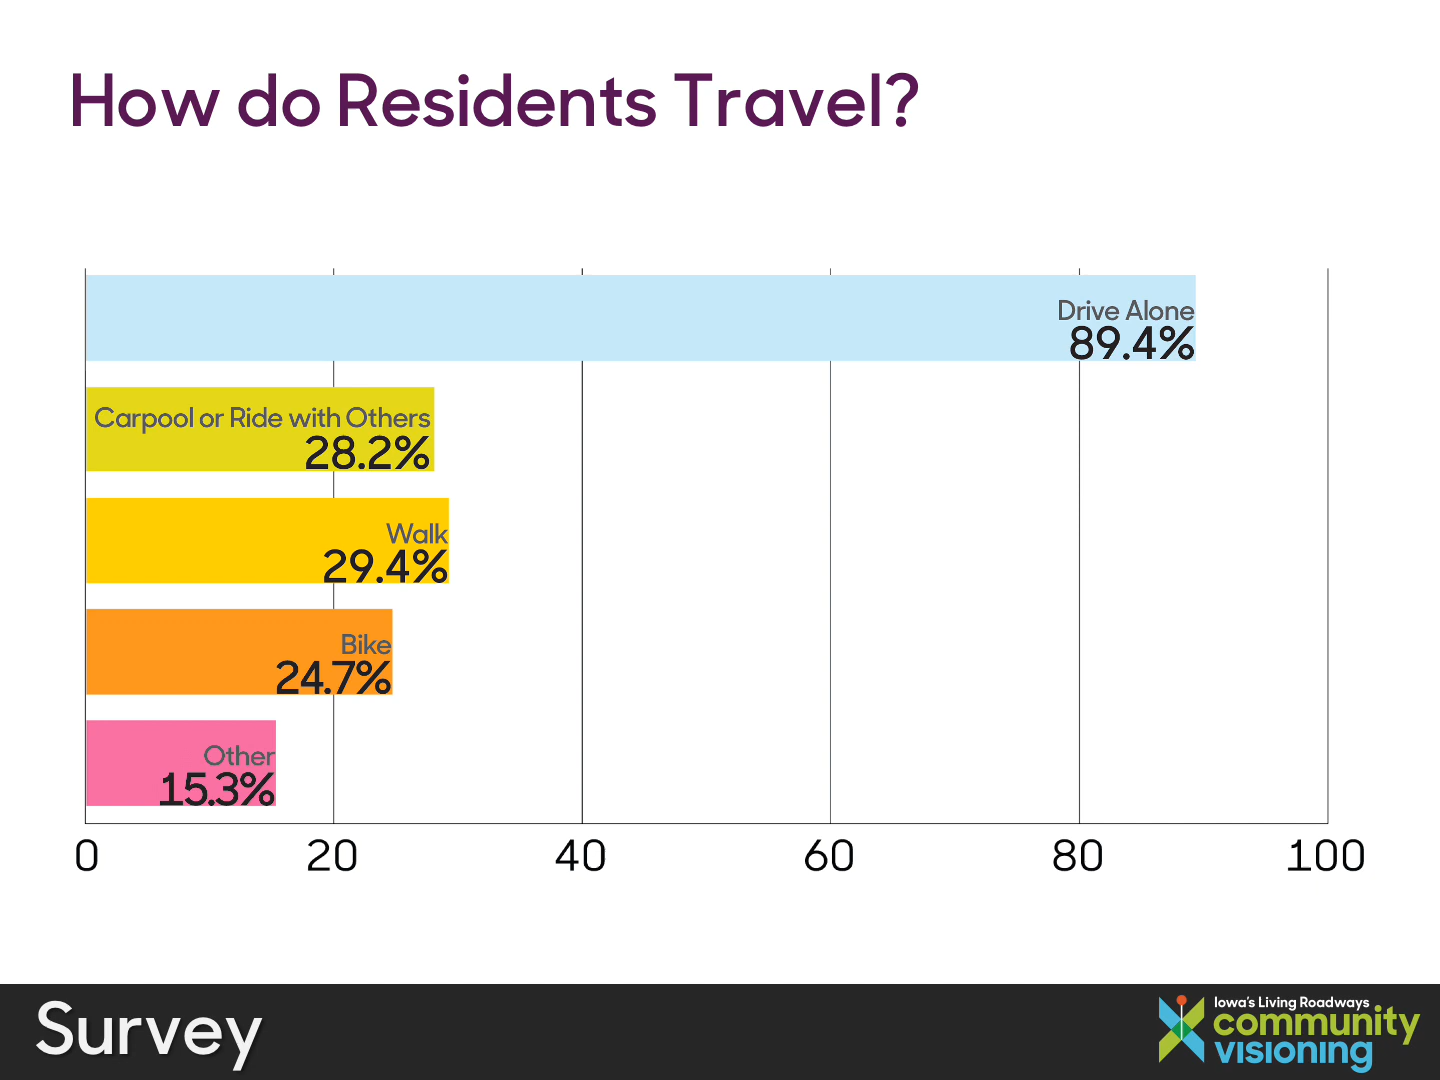 How do Residents Travel?
Drive Alone
89.4%
Carpool or Ride with Others
28.2%
Walk
29.4%
Bike
24.7%
Other
15.3%
0 20 40 60 80 100
Survey
Iowa's Living Roadways
community
visioning